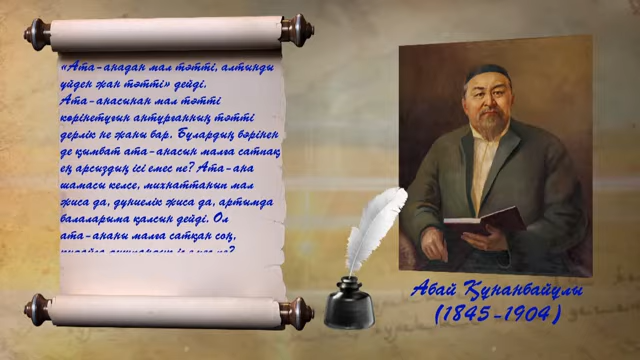 «Ата-анадан мал тәтті, алтынды
үйден жан тәтті» дейді.
Ата-анасынан мал тәтті
көрінетұғын антұрғанның тәтті
дерлік не жаны бар. Бұлардың бәрінен
де қымбат ата-анасын малға сатпақ
ең арсыздың ісі емес пе? Ата-ана
шамасы келсе, михнаттанып мал
жиса да, дүниелік жиса да, артымда
балаларыма қалсын дейді. Ол
ата-ананы малға сатқан соң,
Абай Құнанбайұлы
(1845-1904)